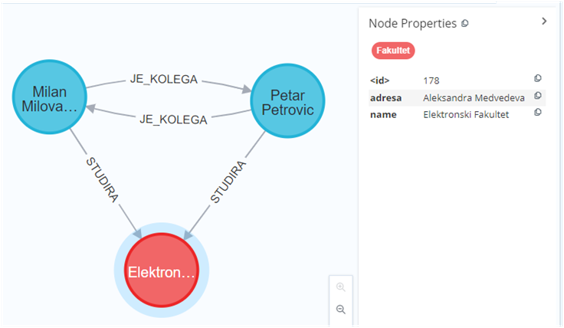 Milan
Milova...
JE_KOLEGA
JE_KOLEGA
Petar
Petrovic
STUDIRA
STUDIRA
Elektron...
Node Properties
Fakultet
<id> 178
adresa Aleksandra Medvedeva
name Elektronski Fakultet